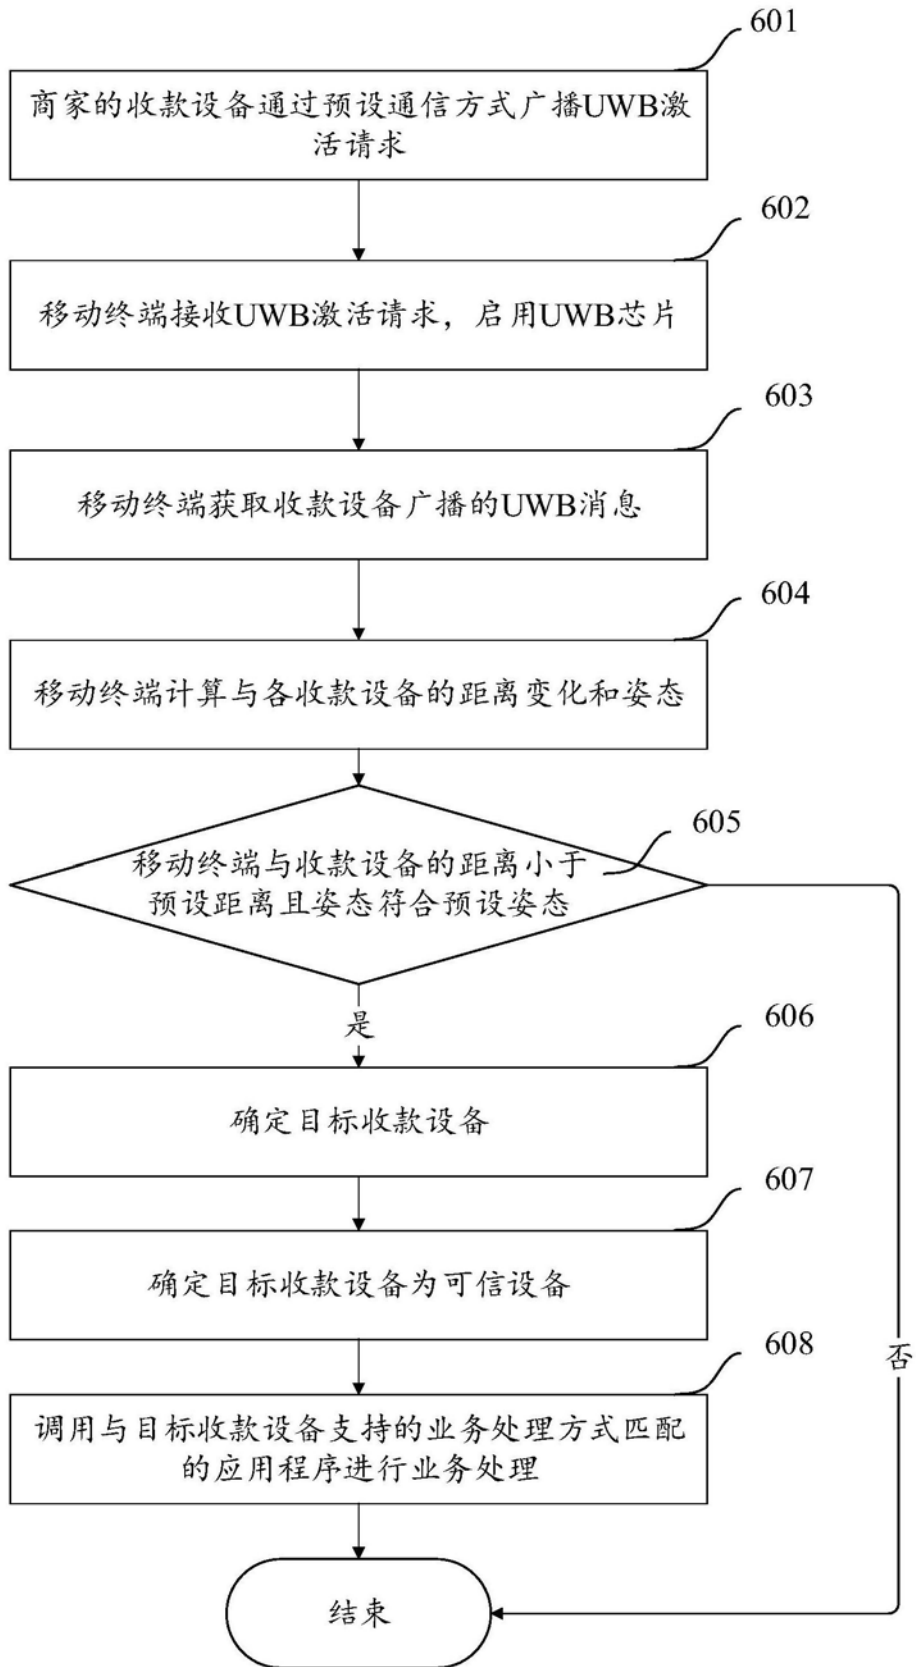 601
商家的收款设备通过预设通信方式广播UWB激
活请求
602
移动终端接收UWB激活请求，启用UWB芯片
603
移动终端获取收款设备广播的UWB消息
604
移动终端计算与各收款设备的距离变化和姿态
605
移动终端与收款设备的距离小于
预设距离且姿态符合预设姿态
是
606
确定目标收款设备
607
确定目标收款设备为可信设备
否
608
调用与目标收款设备支持的业务处理方式匹配
的应用程序进行业务处理
结束